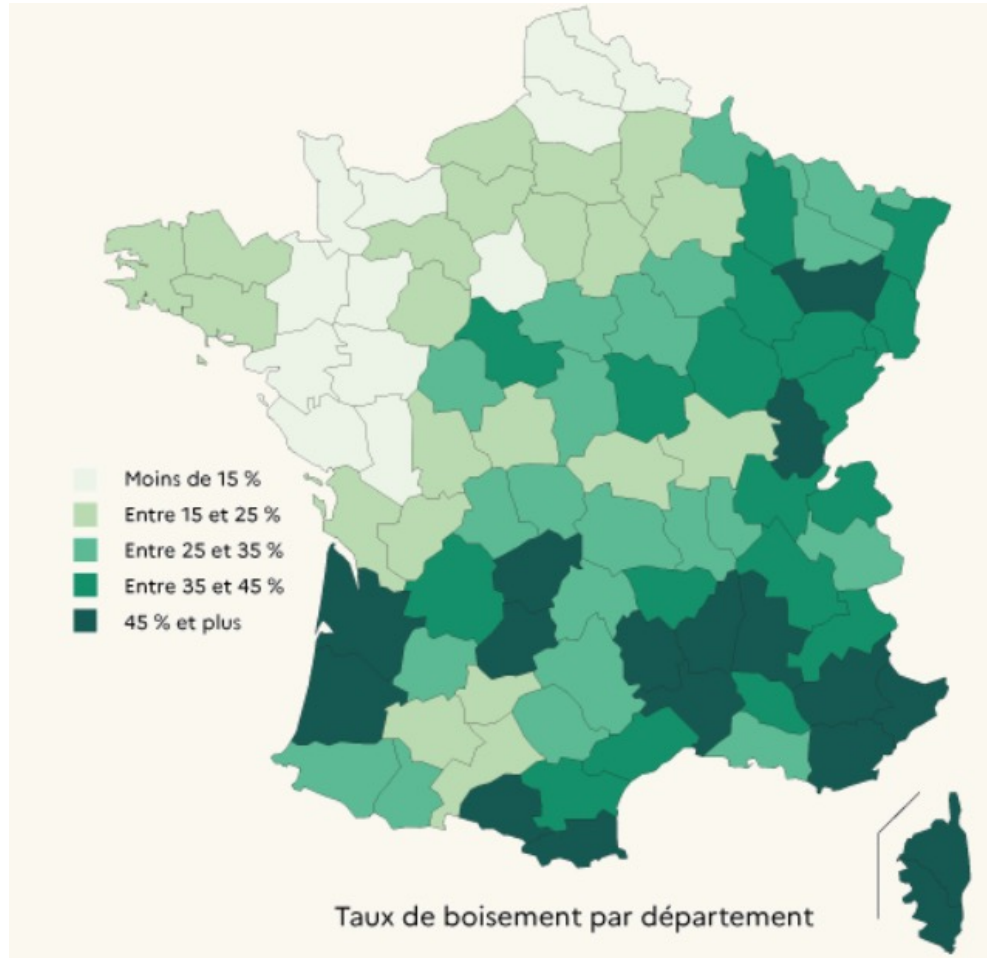 Moins de 15 %
Entre 15 et 25 %
Entre 25 et 35 %
Entre 35 et 45 %
45 % et plus
Taux de boisement par département